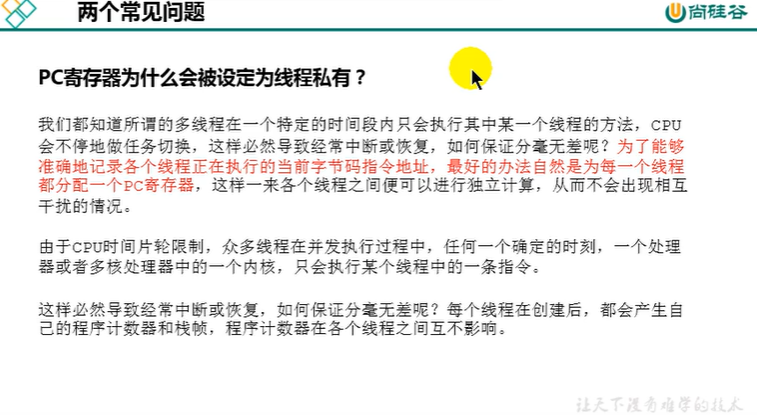 两个常见问题
尚硅谷
PC寄存器为什么会被设定为线程私有？
我们都知道所谓的多线程在一个特定的时间段内只会执行其中某一个线程的方法，CPU
会不停地做任务切换，这样必然导致经常中断或恢复，如何保证分毫无差呢？为了能够
准确地记录各个线程正在执行的当前字节码指令地址，最好的办法自然是为每一个线程
都分配一个PC寄存器，这样一来各个线程之间便可以进行独立计算，从而不会出现相互
干扰的情况。
由于CPU时间片轮限制，众多线程在并发执行过程中，任何一个确定的时刻，一个处理
器或者多核处理器中的一个内核，只会执行某个线程中的一条指令。
这样必然导致经常中断或恢复，如何保证分毫无差呢？每个线程在创建后，都会产生自
己的程序计数器和栈帧，程序计数器在各个线程之间互不影响。
让天下没有难学的技术